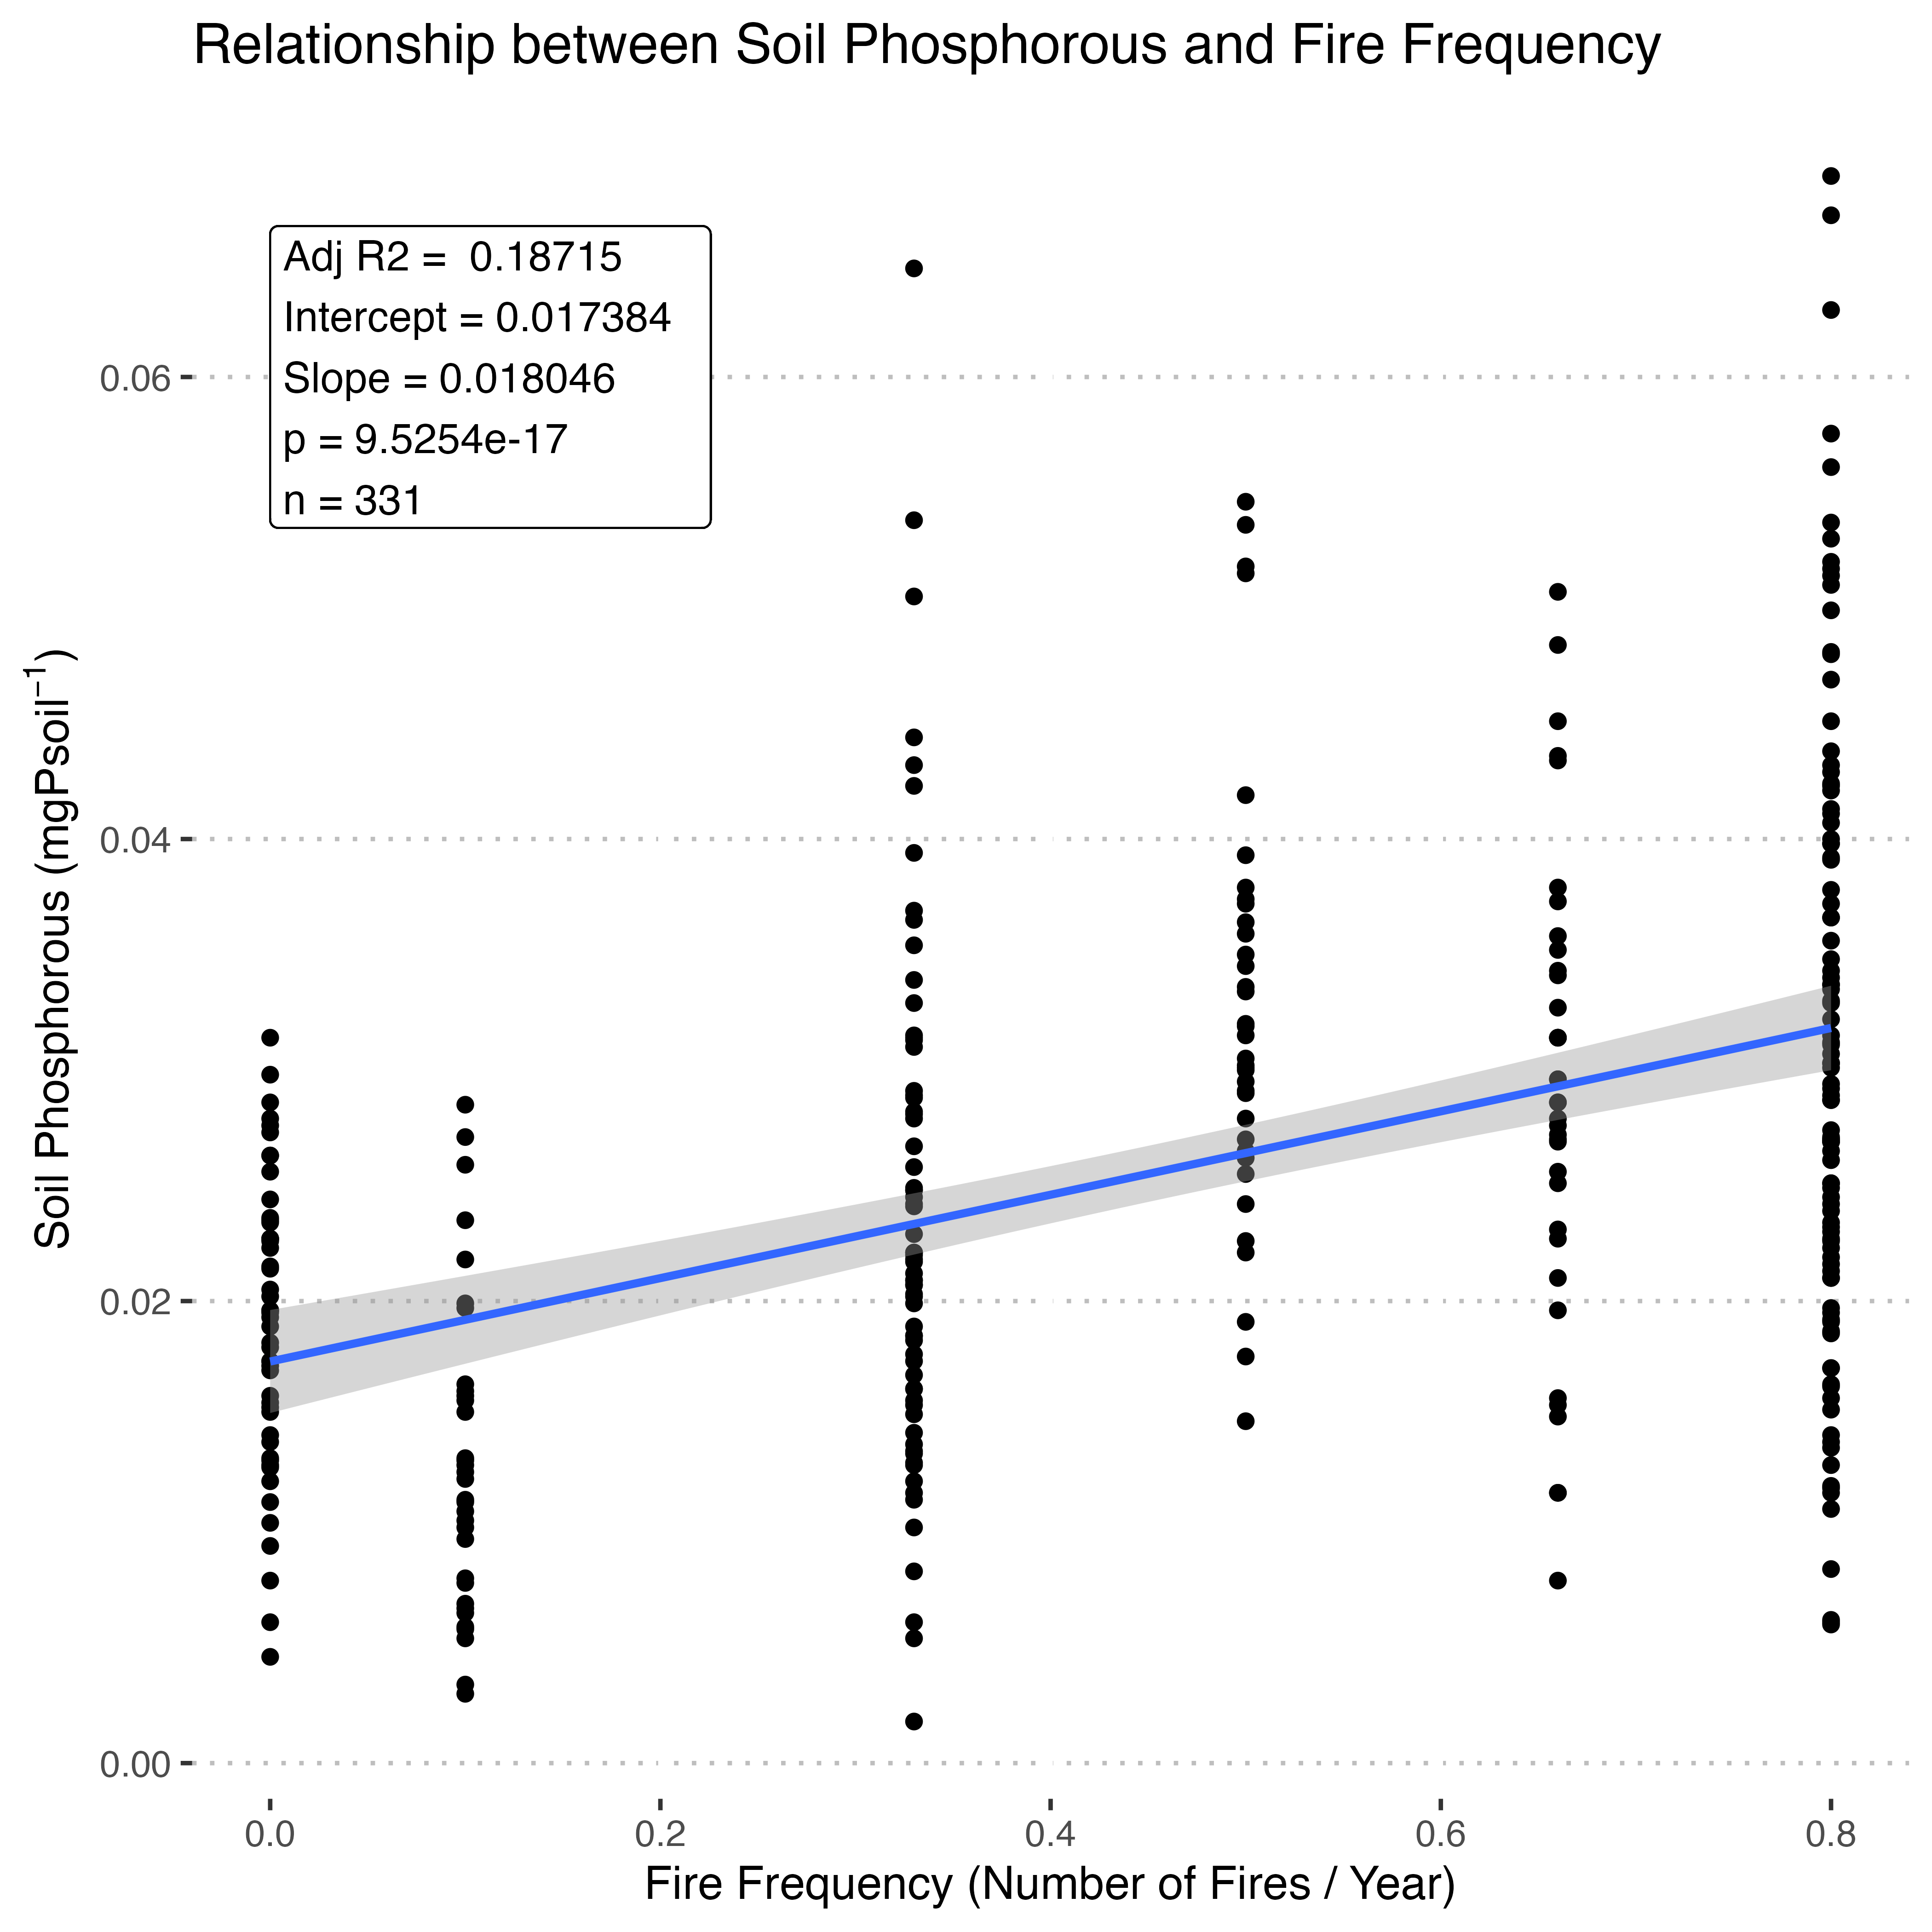 Relationship between Soil Phosphorous and Fire Frequency
Adj R2 =  0.18715
Intercept = 0.017384
Slope = 0.018046
p = 9.5254e-17
n = 331
Soil Phosphorous (mgPsoil⁻¹)
0.06
0.04
0.02
0.00
0.0 0.2 0.4 0.6 0.8
Fire Frequency (Number of Fires / Year)